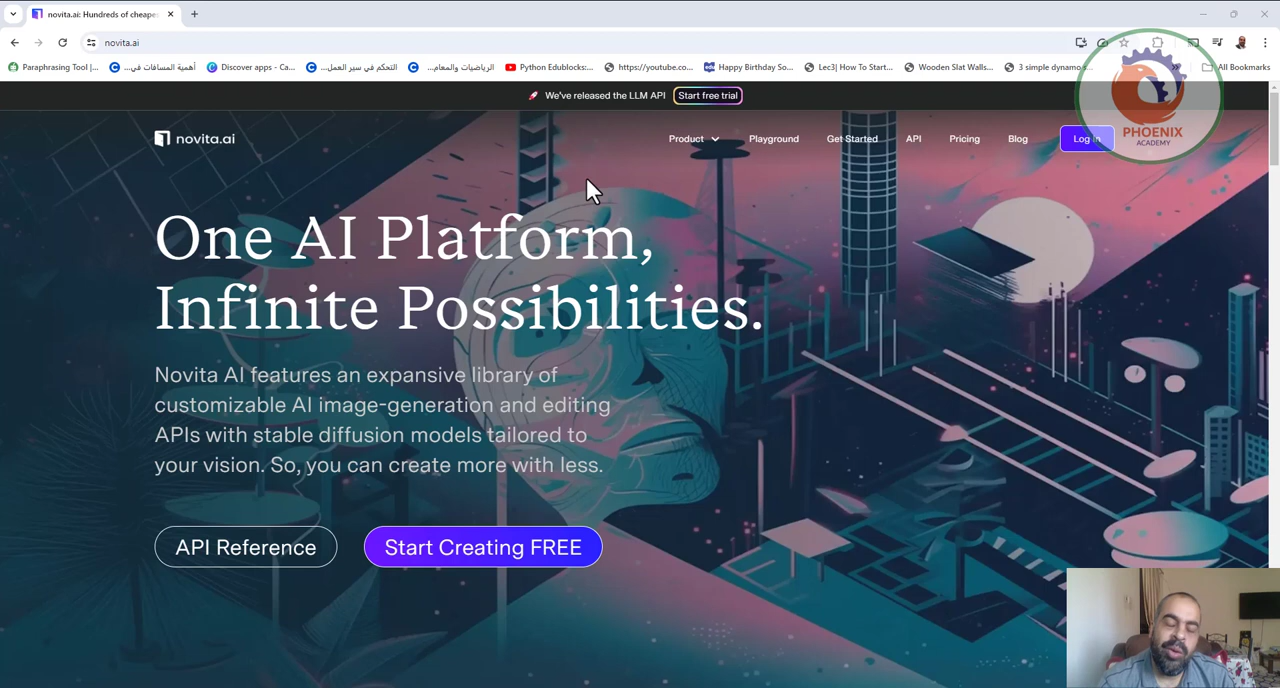 novita.ai: Hundreds of cheapes
novita.ai
Paraphrasing Tool |...
أهمية المسافات في...
Discover apps - Ca...
التحكم في سير العمل...
الرياضيات والمعام...
Python Edublocks:...
https://youtube.co...
Happy Birthday So...
Lec3| How To Start...
Wooden Slat Walls...
3 simple dynamo
All Bookmarks
We've released the LLM API
Start free trial
novita.ai
Product
Playground
Get Started
API
Pricing
Blog
Log in
PHOENIX
ACADEMY
One AI Platform,
Infinite Possibilities.
Novita AI features an expansive library of
customizable AI image-generation and editing
APIs with stable diffusion models tailored to
your vision. So, you can create more with less.
API Reference
Start Creating FREE